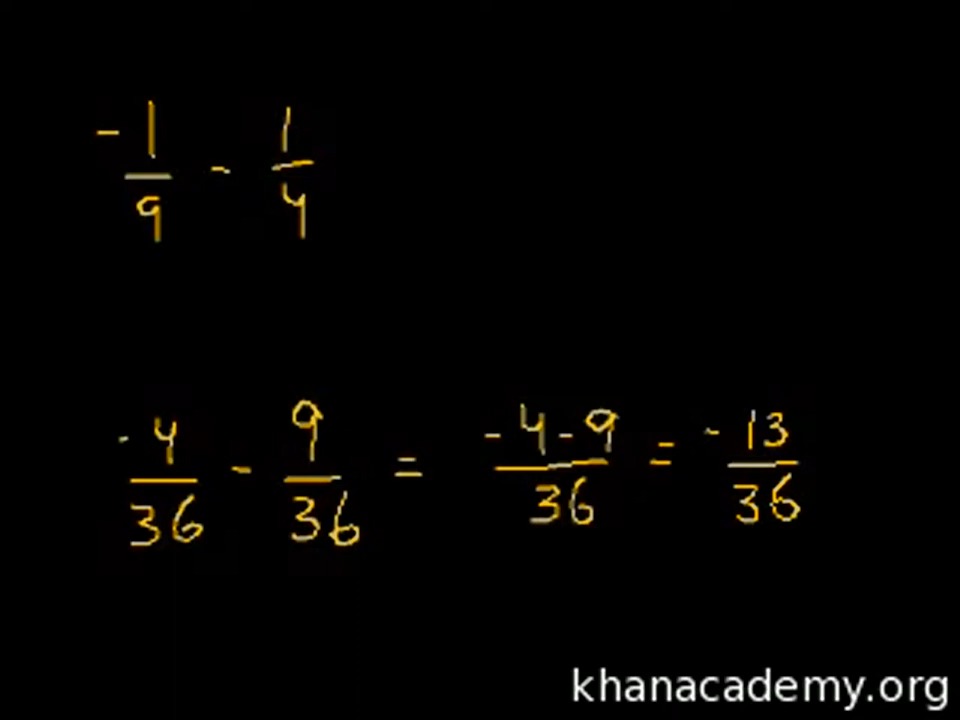 -1/9 - 1/4
-4/36 - 9/36 = -4-9/36 = -13/36
khanacademy.org